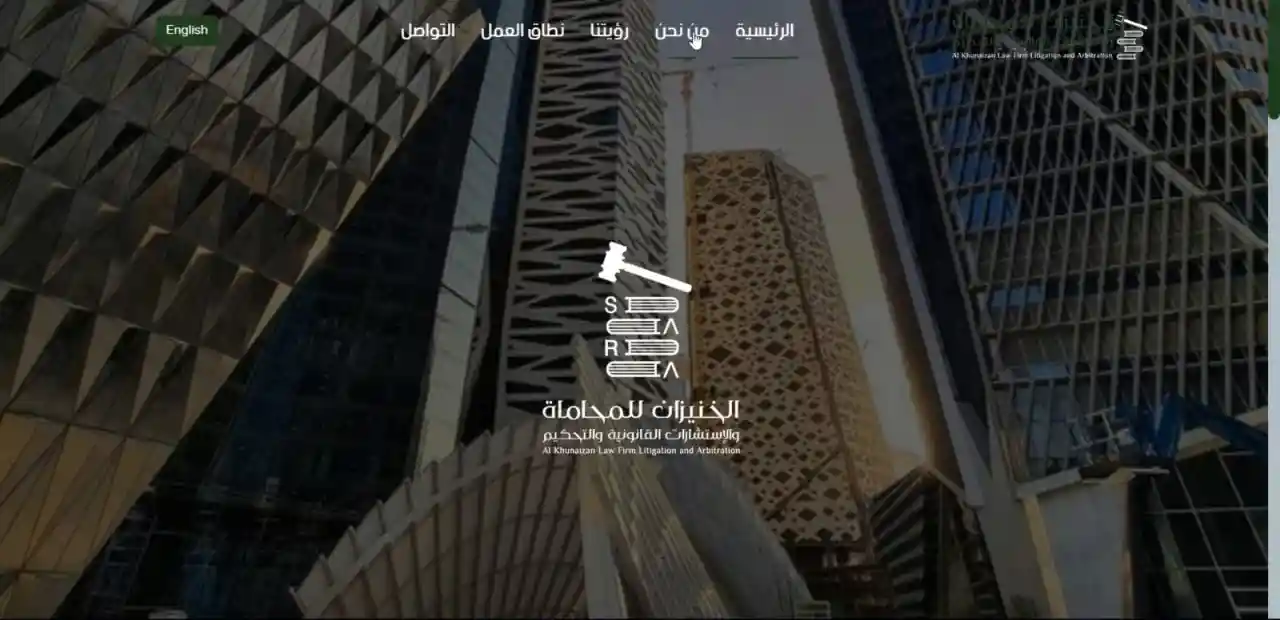 الرئيسية
من نحن
رؤيتنا
نطاق العمل
التواصل
English
Al Khunaizan Law Firm Litigation and Arbitration
S
A
R
A
الخنيزان للمحاماة
والإستشارات القانونية والتحكيم
Al Khunaizan Law Firm Litigation and Arbitration